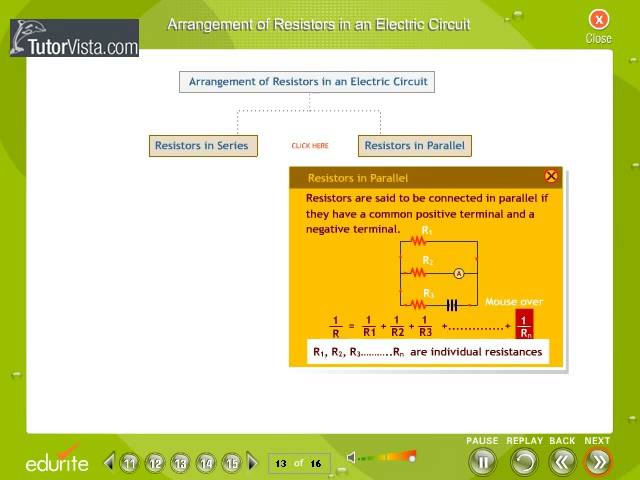 Arrangement of Resistors in an Electric Circuit
X
Close
TutorVista.com
Arrangement of Resistors in an Electric Circuit
Resistors in Series
CLICK HERE
Resistors in Parallel
Resistors in Parallel
Resistors are said to be connected in parallel if
they have a common positive terminal and a
negative terminal.
R1
R2
A
R3
Mouse over
1/R = 1/R1 + 1/R2 + 1/R3 +..............+ 1/Rn
R1, R2, R3..........Rn are individual resistances
PAUSE REPLAY BACK NEXT
edurite
11 12 13 14 15
13 of 16